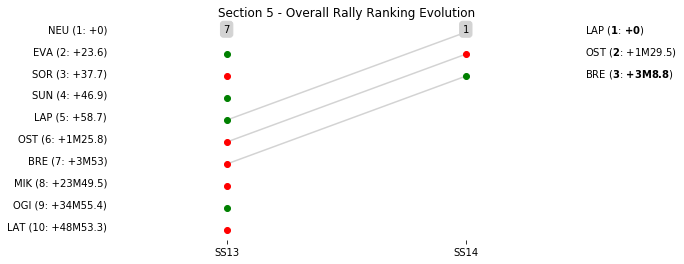 Section 5 - Overall Rally Ranking Evolution
NEU (1: +0)
7
1
LAP (1: +0)
EVA (2: +23.6)
OST (2: +1M29.5)
SOR (3: +37.7)
BRE (3: +3M8.8)
SUN (4: +46.9)
LAP (5: +58.7)
OST (6: +1M25.8)
BRE (7: +3M53)
MIK (8: +23M49.5)
OGI (9: +34M55.4)
LAT (10: +48M53.3)
SS13
SS14